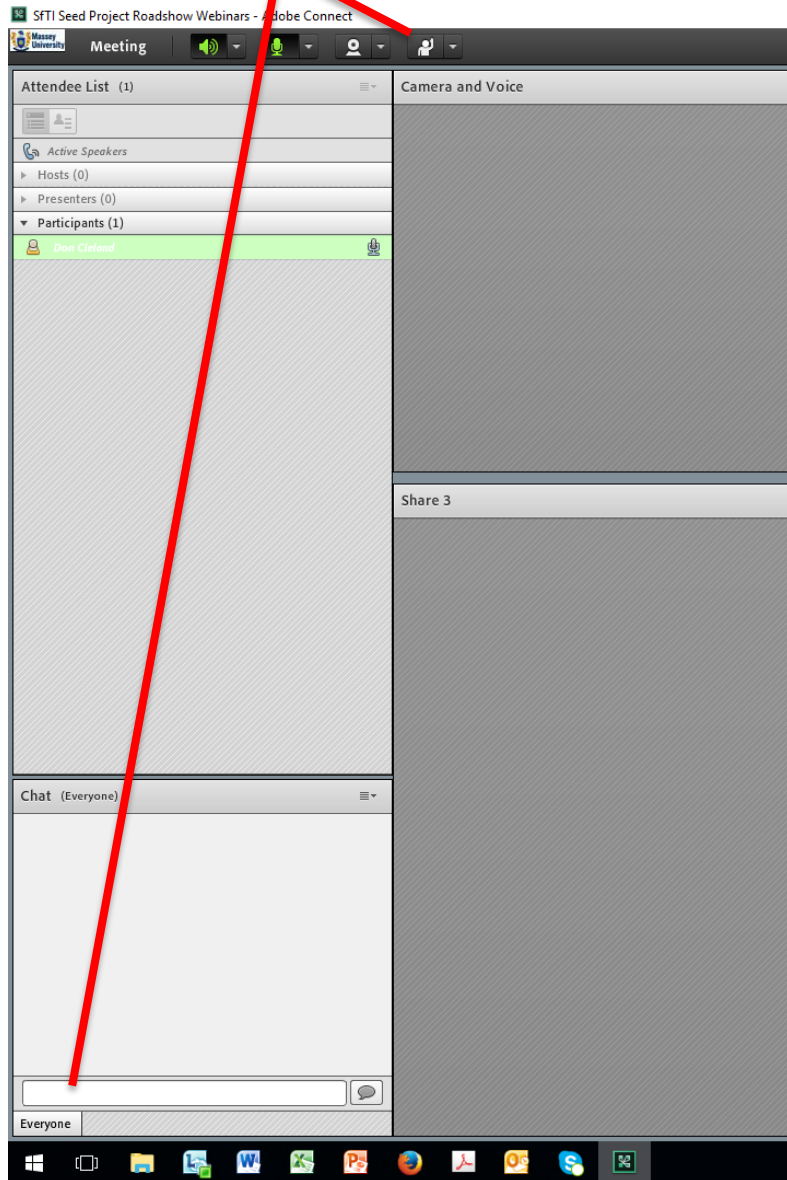 SfTI Seed Project Roadshow Webinars - Adobe Connect
Massey University
Meeting
Attendee List (1)
Camera and Voice
Active Speakers
Hosts (0)
Presenters (0)
Participants (1)
Don Cleland
Share 3
Chat (Everyone)
Everyone